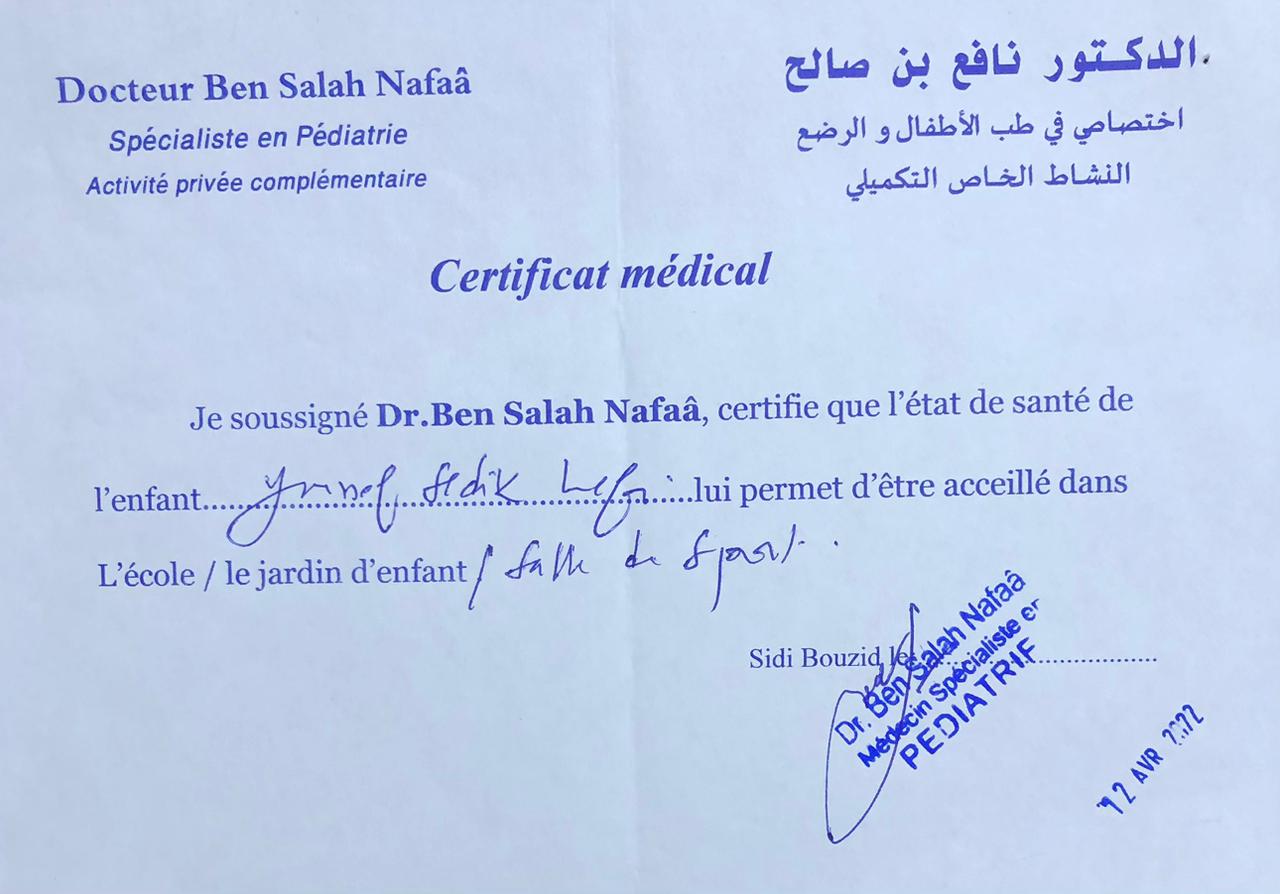 Docteur Ben Salah Nafaâ
Spécialiste en Pédiatrie
Activité privée complémentaire
الدكتور نافع بن صالح
اختصاصي في طب الأطفال و الرضع
النشاط الخاص التكميلي
Certificat médical
Je soussigné Dr.Ben Salah Nafaâ, certifie que l'état de santé de
l'enfant.......... Sedik ..........lui permet d'être acceillé dans
L'école / le jardin d'enfant / Salle de Sport.
Sidi Bouzid le....................
Dr. Ben Salah Nafaâ
Médecin Spécialiste en
PEDIATRIE
12 AVR 2022